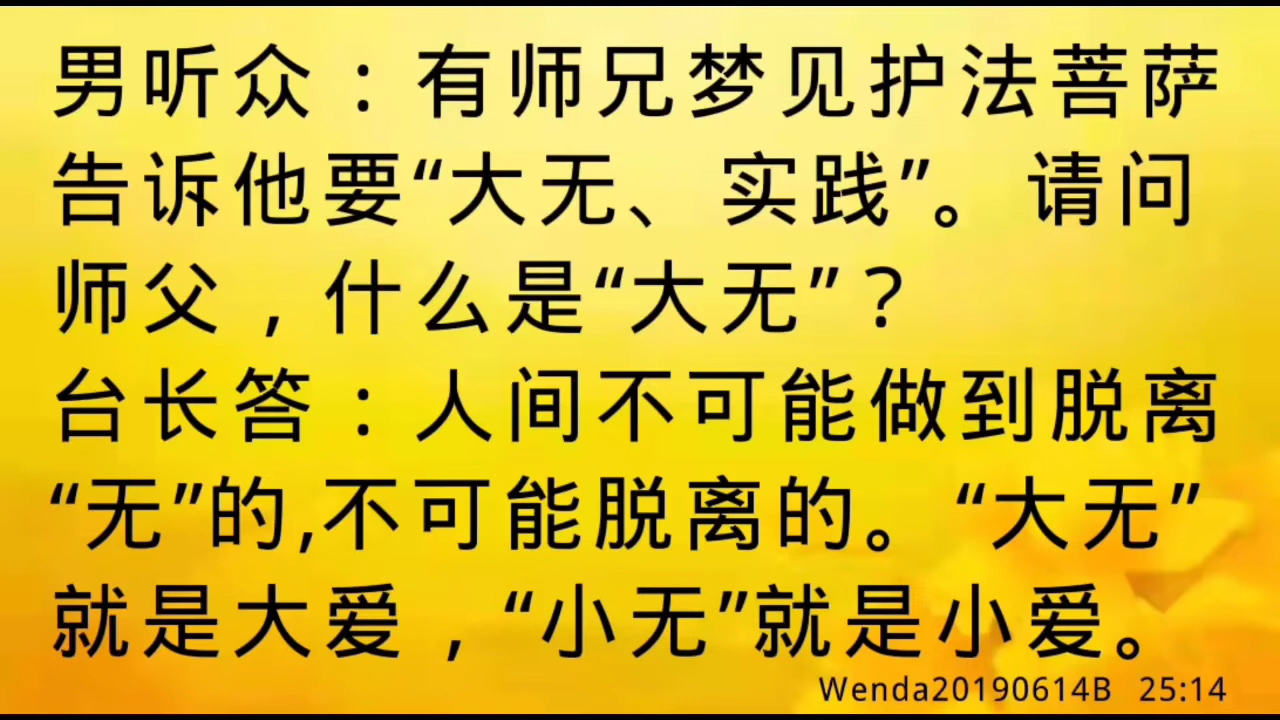 男听众：有师兄梦见护法菩萨
告诉他要“大无、实践”。请问
师父，什么是“大无”？
台长答：人间不可能做到脱离
“无”的,不可能脱离的。“大无”
就是大爱，“小无”就是小爱。
Wenda20190614B 25:14